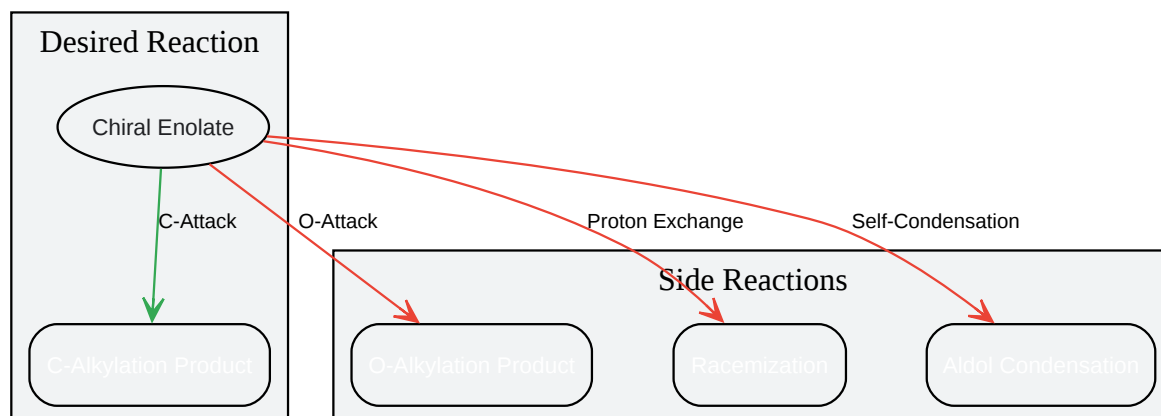 Desired Reaction
Chiral Enolate
C-Attack
O-Attack
Proton Exchange
Self-Condensation
Side Reactions
C-Alkylation Product
O-Alkylation Product
Racemization
Aldol Condensation